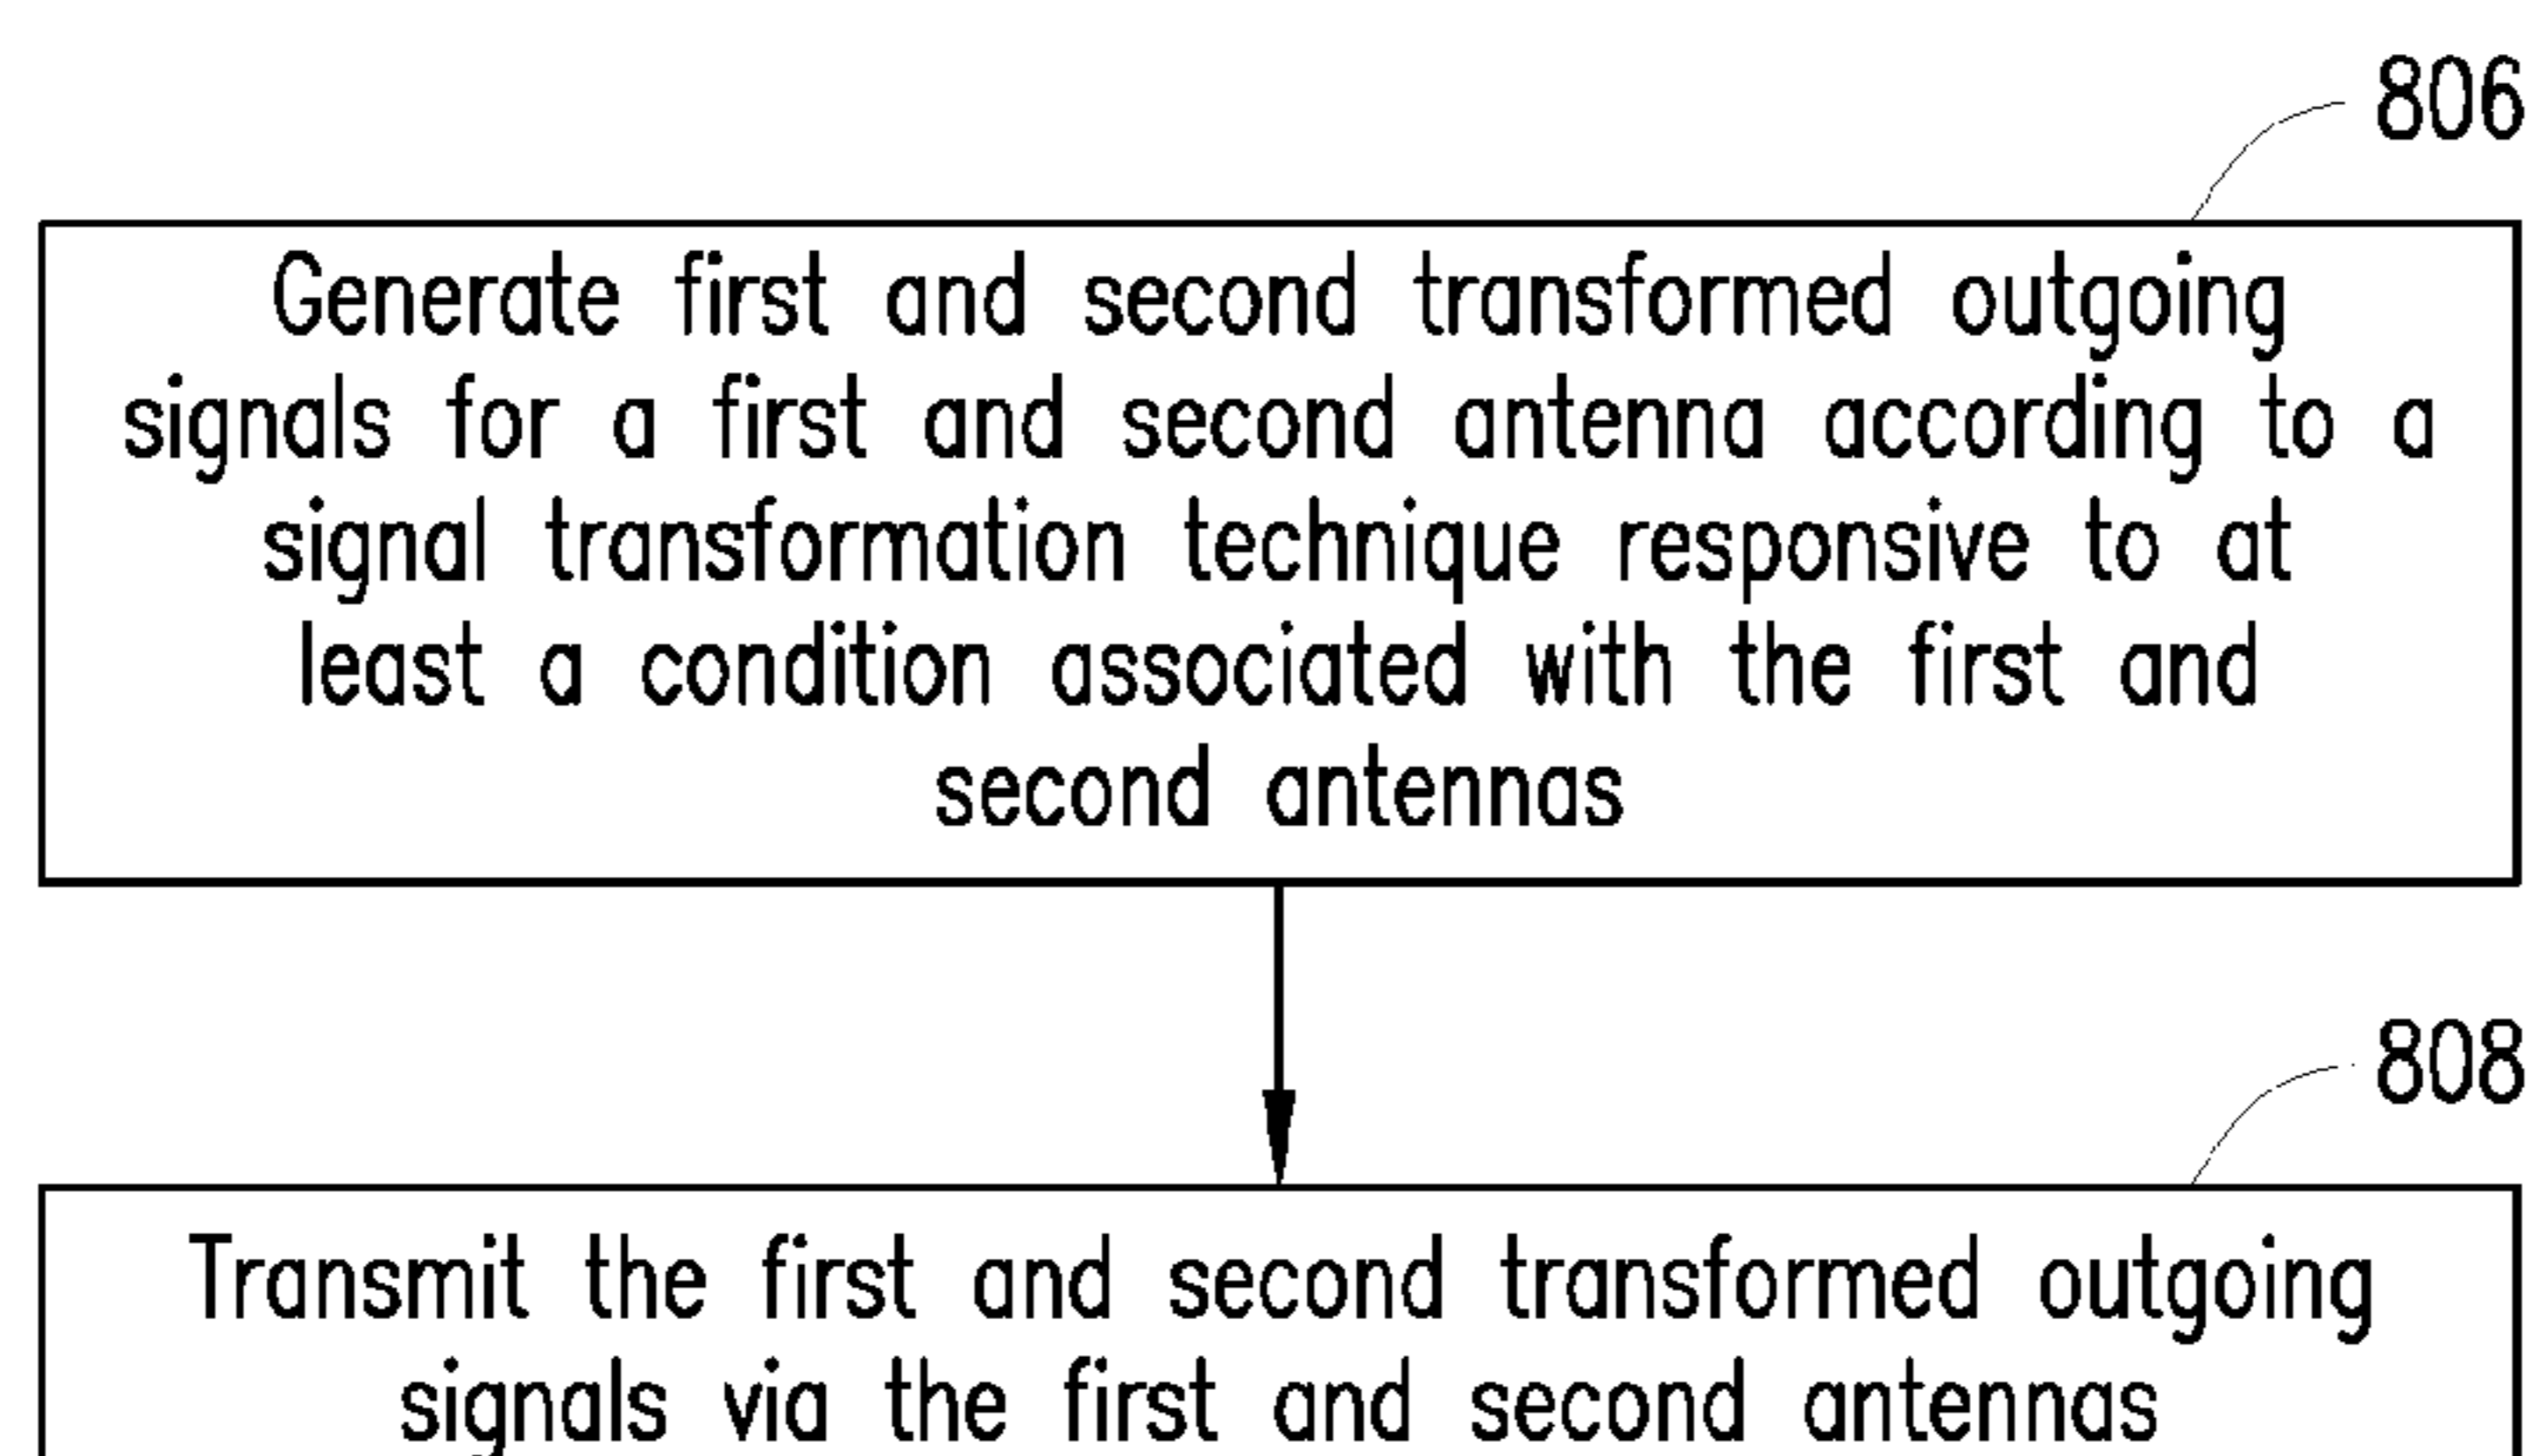 806
Generate first and second transformed outgoing
signals for a first and second antenna according to a
signal transformation technique responsive to at
least a condition associated with the first and
second antennas
808
Transmit the first and second transformed outgoing
signals via the first and second antennas